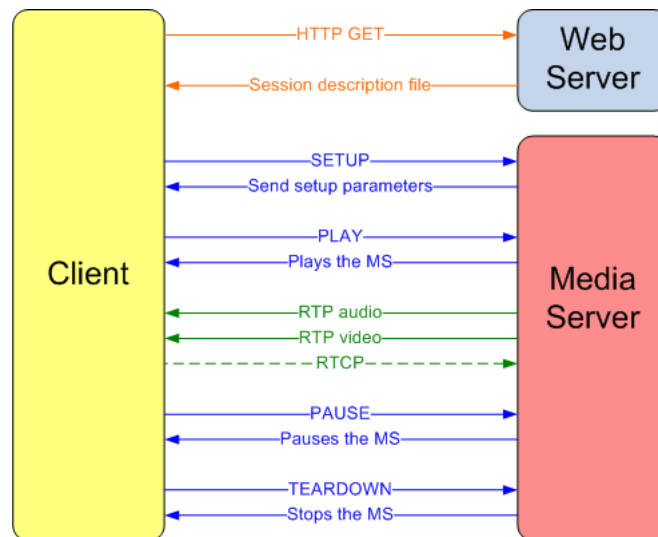 HTTP GET
Web
Server
Session description file
SETUP
Send setup parameters
PLAY
Plays the MS
Client
Media
Server
RTP audio
RTP video
RTCP
PAUSE
Pauses the MS
TEARDOWN
Stops the MS